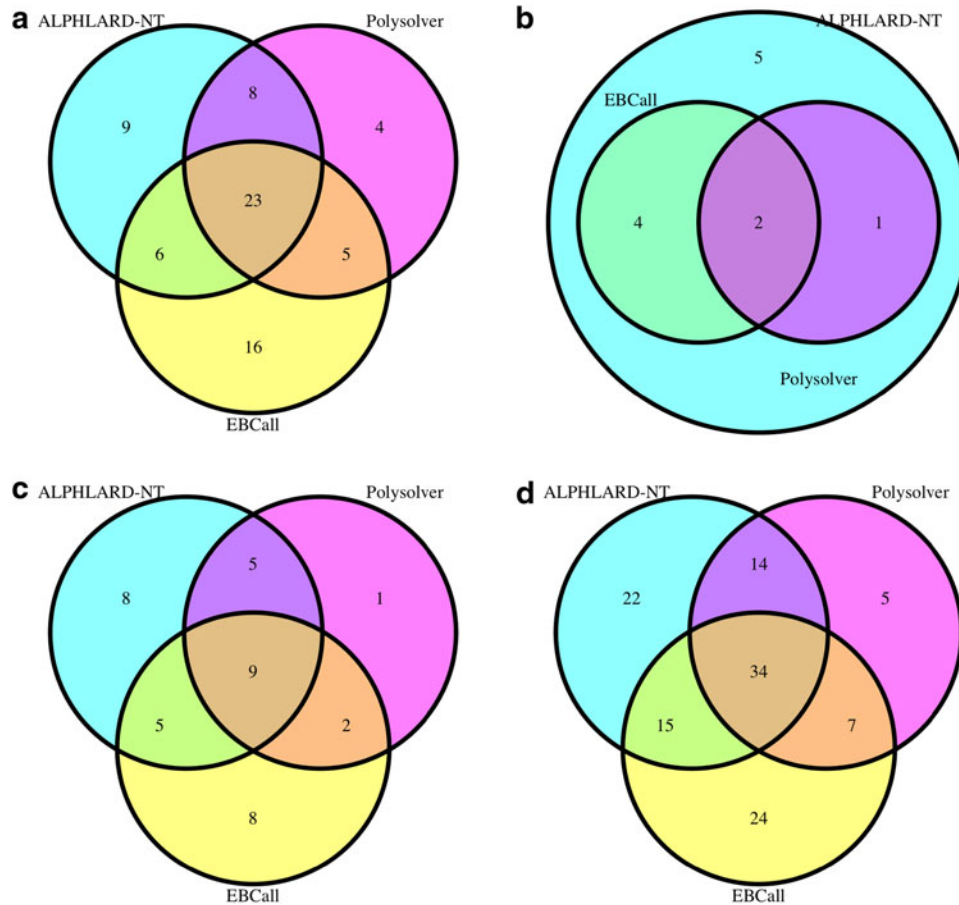 a
ALPHLARD-NT
Polysolver
8
9
4
23
6
5
16
EBCall
b
ALPHLARD-NT
5
EBCall
4
2
1
Polysolver
c
ALPHLARD-NT
Polysolver
5
8
1
9
5
2
8
EBCall
d
ALPHLARD-NT
Polysolver
14
22
5
34
15
7
24
EBCall